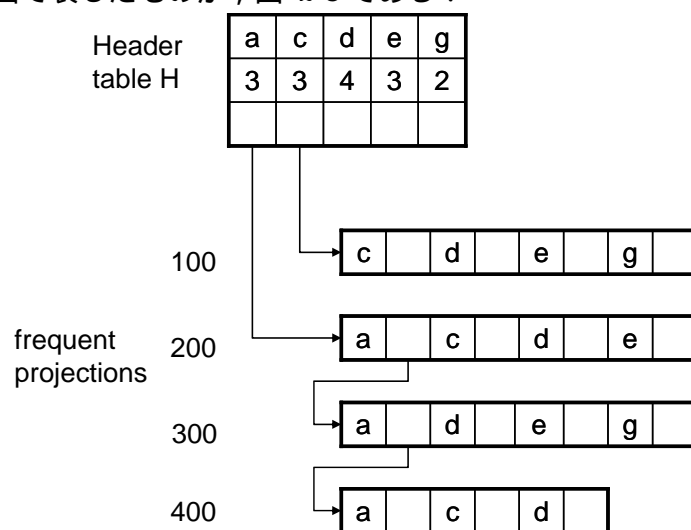 Header table H
a c d e g
3 3 4 3 2
100 c d e g
frequent projections
200 a c d e
300 a d e g
400 a c d